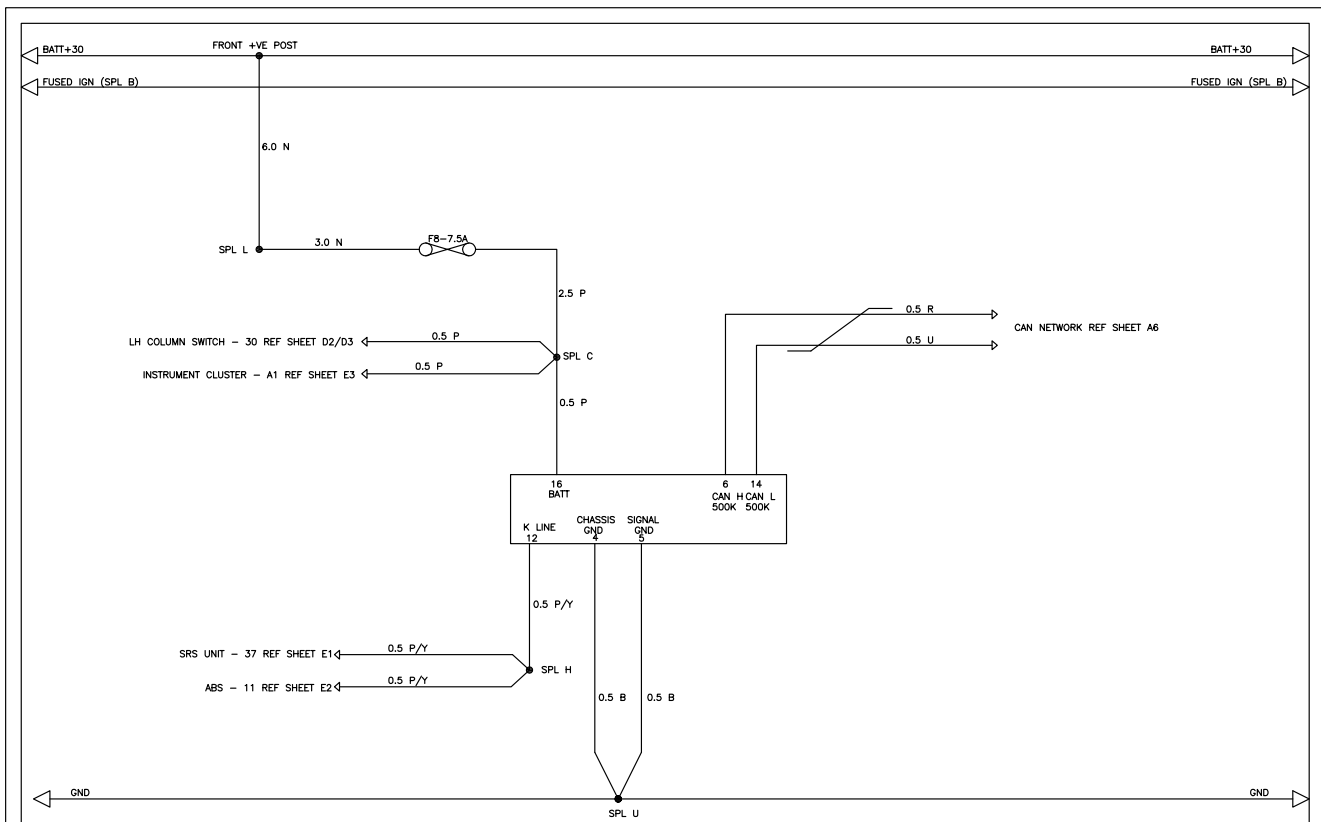 FRONT +VE POST
BATT+30
BATT+30
FUSED IGN (SPL B)
FUSED IGN (SPL B)
6.0 N
SPL L
3.0 N
F8-7.5A
2.5 P
0.5 R
CAN NETWORK REF SHEET A6
LH COLUMN SWITCH - 30 REF SHEET D2/D3
0.5 P
0.5 U
SPL C
INSTRUMENT CLUSTER - A1 REF SHEET E3
0.5 P
0.5 P
16
BATT
6
CAN H
500K
14
CAN L
500K
K LINE
12
CHASSIS
GND
4
SIGNAL
GND
5
0.5 P/Y
SRS UNIT - 37 REF SHEET E1
0.5 P/Y
SPL H
ABS - 11 REF SHEET E2
0.5 P/Y
0.5 B
0.5 B
GND
GND
SPL U